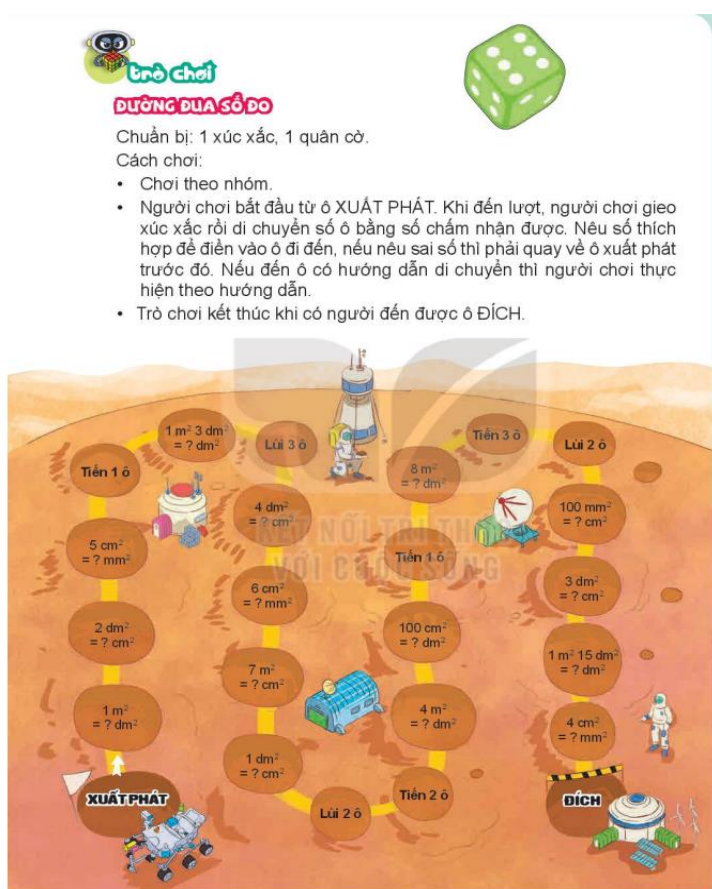 trò chơi
ĐƯỜNG ĐUA SỐ ĐO
Chuẩn bị: 1 xúc xắc, 1 quân cờ.
Cách chơi:
• Chơi theo nhóm.
• Người chơi bắt đầu từ ô XUẤT PHÁT. Khi đến lượt, người chơi gieo
xúc xắc rồi di chuyển số ô bằng số chấm nhận được. Nêu số thích
hợp để điền vào ô đi đến, nếu nêu sai số thì phải quay về ô xuất phát
trước đó. Nếu đến ô có hướng dẫn di chuyển thì người chơi thực
hiện theo hướng dẫn.
• Trò chơi kết thúc khi có người đến được ô ĐÍCH.
XUẤT PHÁT
1 m²
= ? dm²
2 dm²
= ? cm²
5 cm²
= ? mm²
Tiến 1 ô
1 m² 3 dm²
= ? dm²
Lùi 3 ô
4 dm²
= ? cm²
6 cm²
= ? mm²
7 m²
= ? cm²
1 dm²
= ? cm²
Lùi 2 ô
Tiến 2 ô
4 m²
= ? dm²
100 cm²
= ? dm²
Tiến 1 ô
8 m²
= ? dm²
Tiến 3 ô
Lùi 2 ô
100 mm²
= ? cm²
3 dm²
= ? cm²
1 m² 15 dm²
= ? dm²
4 cm²
= ? mm²
ĐÍCH
KẾT NỐI TRI THỨC
VỚI CUỘC SỐNG